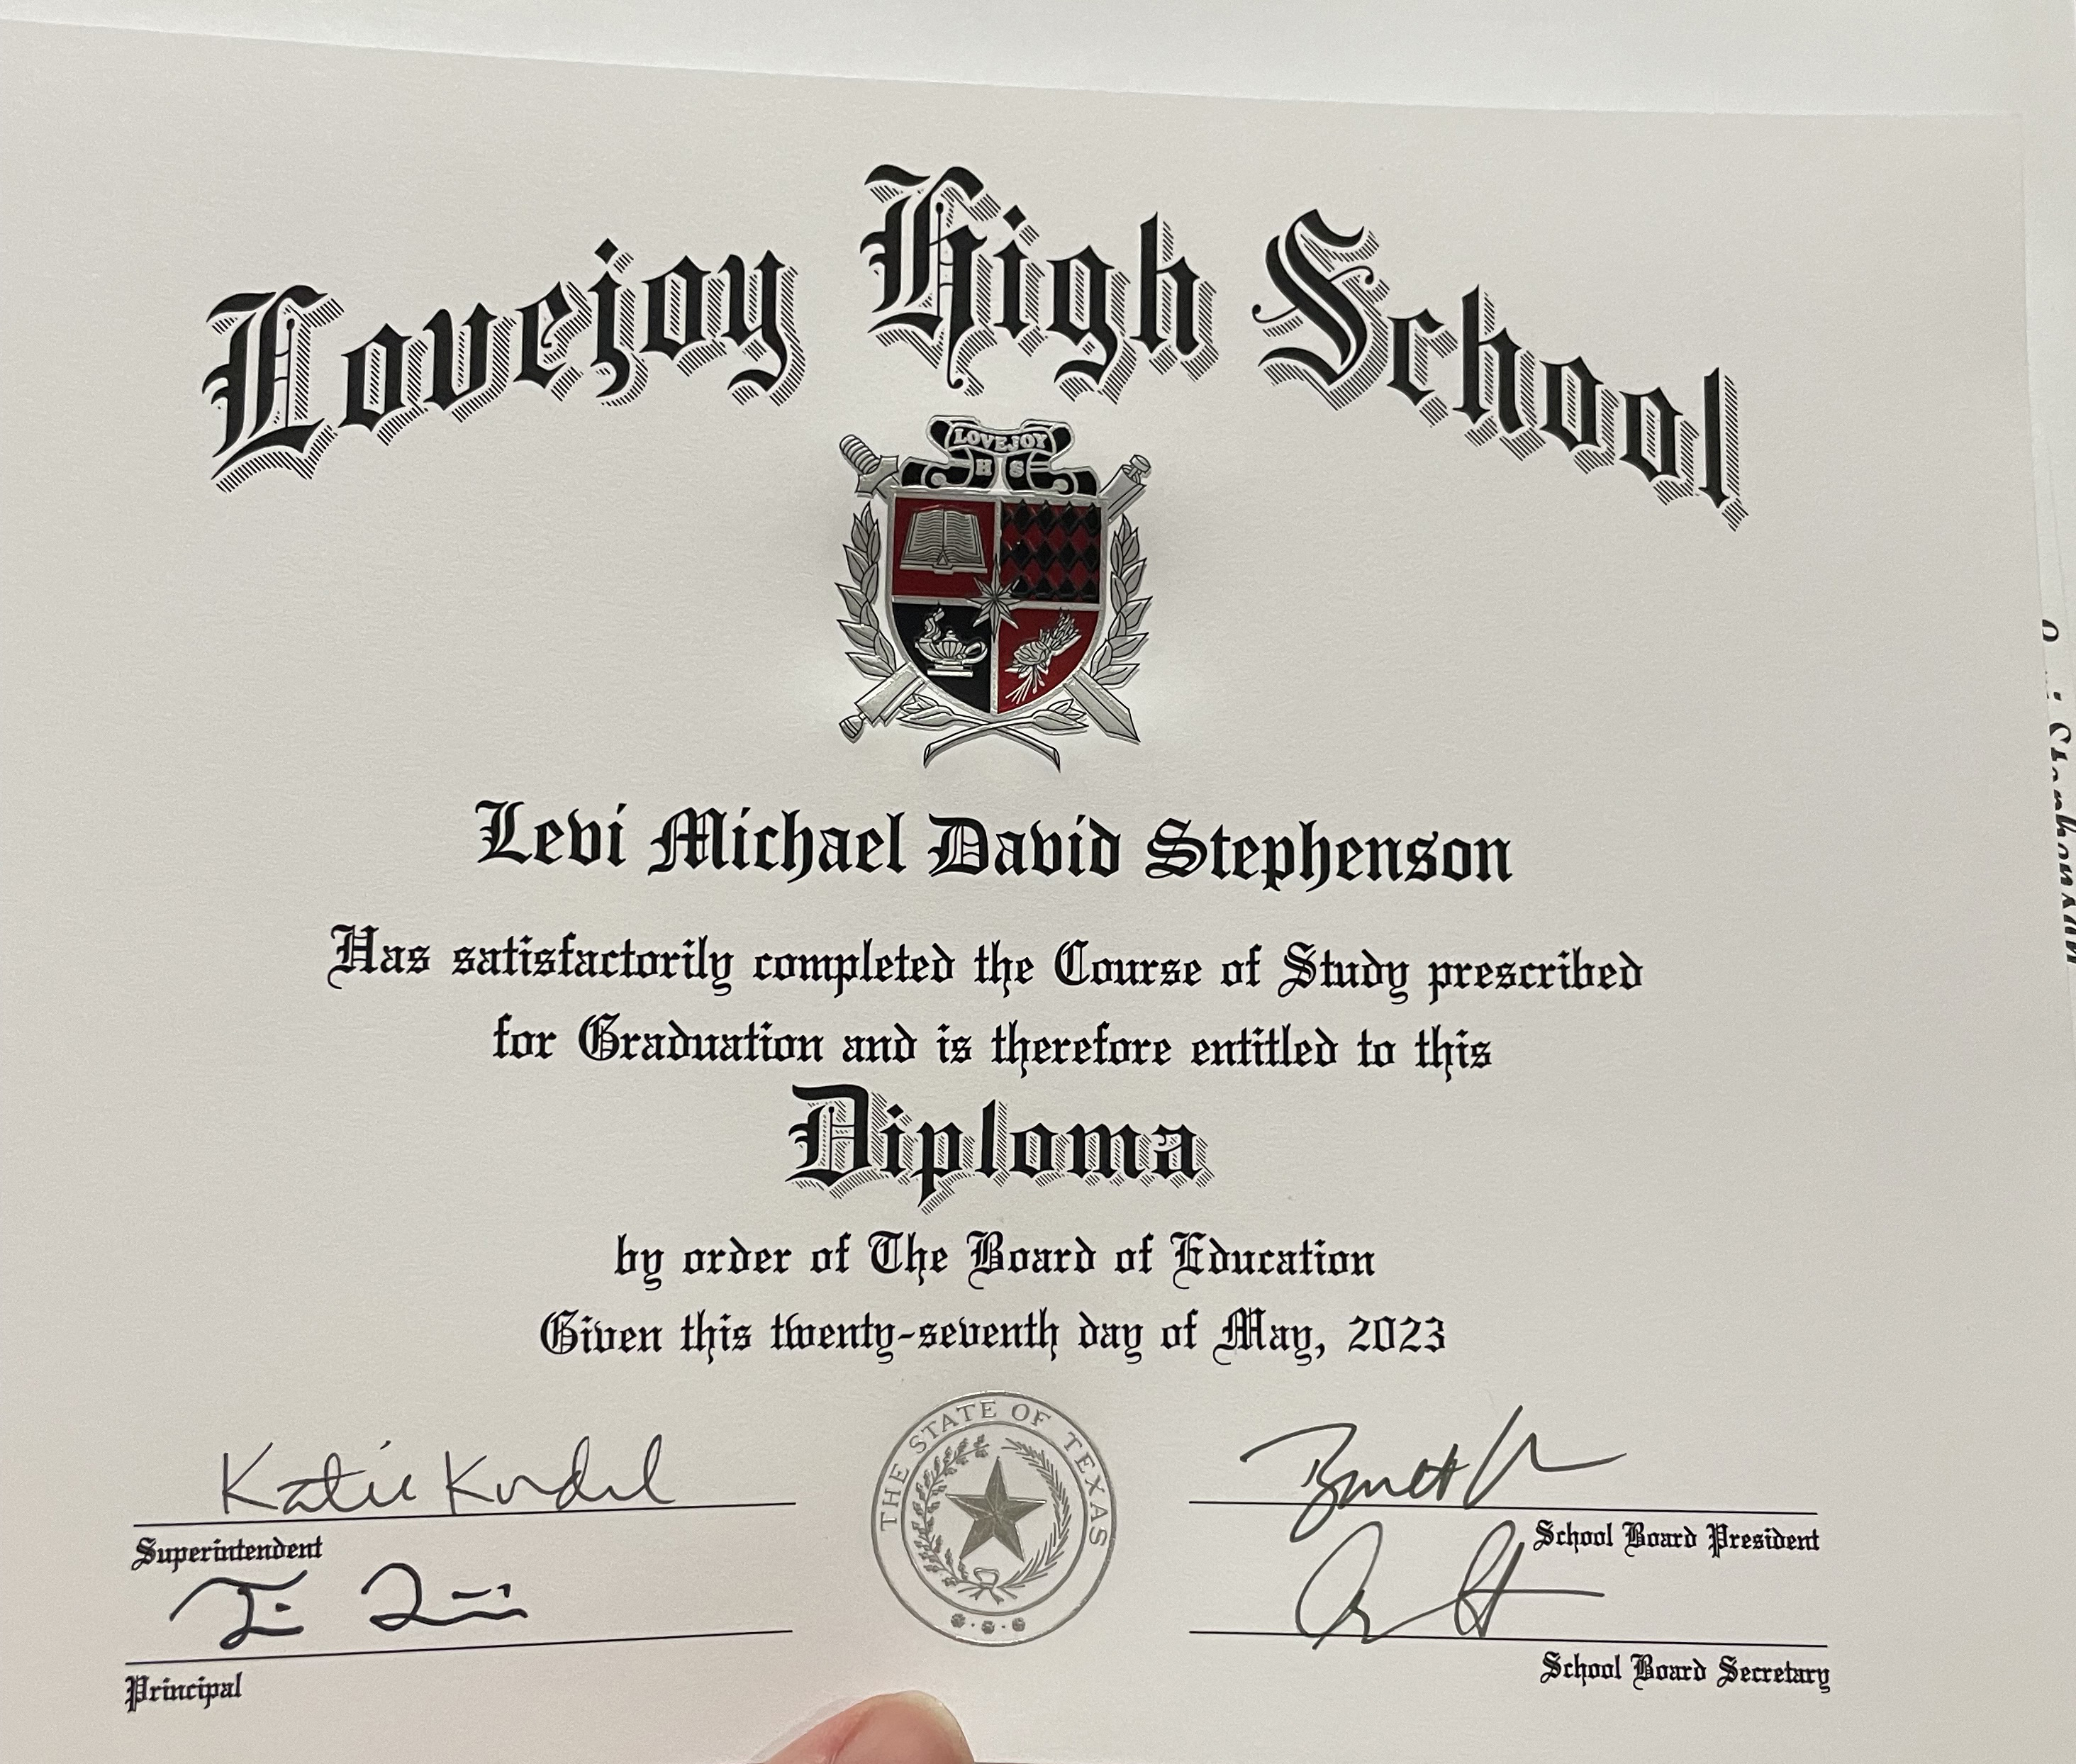 Lovejoy High School
LOVEJOY
H S
Levi Michael David Stephenson
Has satisfactorily completed the Course of Study prescribed
for Graduation and is therefore entitled to this
Diploma
by order of The Board of Education
Given this twenty-seventh day of May, 2023
THE STATE OF TEXAS
Katie Kordel
Superintendent
School Board President
Principal
School Board Secretary